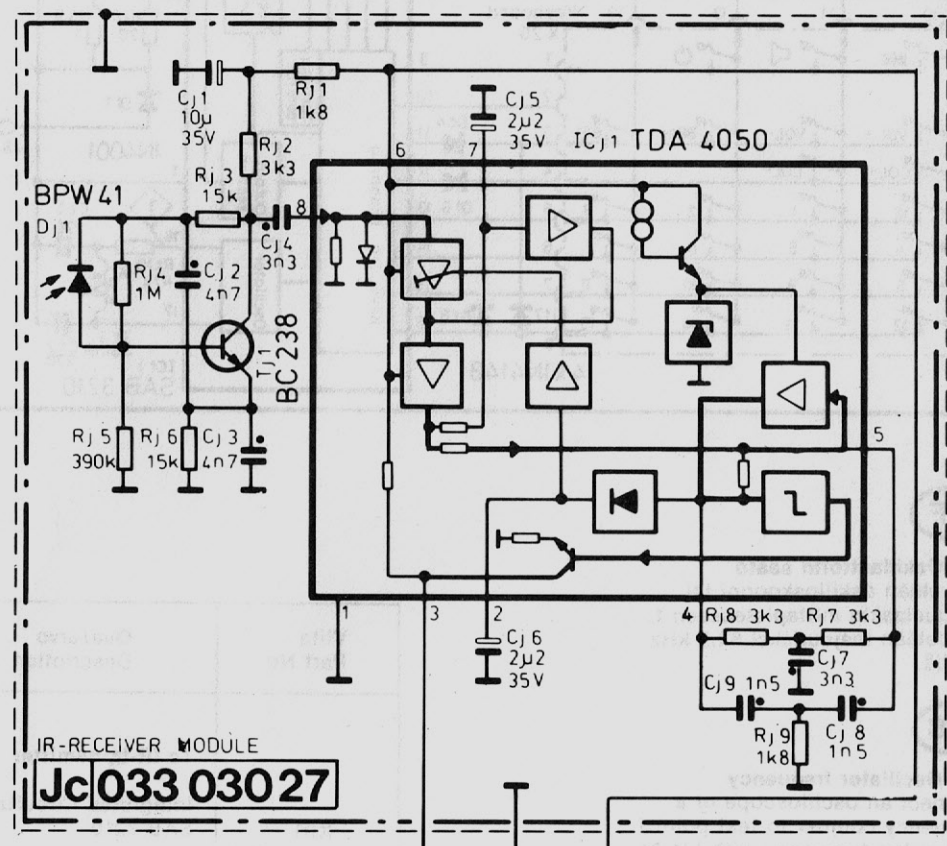 Cj1
10µ
35V
Rj1
1k8
Rj2
3k3
Rj3
15k
Cj5
2µ2
35V
ICj1 TDA 4050
6
7
BPW41
Dj1
Rj4
1M
Cj2
4n7
Cj4
3n3
8
Tj1
BC 238
Rj5
390k
Rj6
15k
Cj3
4n7
5
1
3
2
4
Cj6
2µ2
35V
Rj8 3k3
Rj7 3k3
Cj7
3n3
Cj9 1n5
Rj9
1k8
Cj8
1n5
IR-RECEIVER MODULE
Jc 033 03027